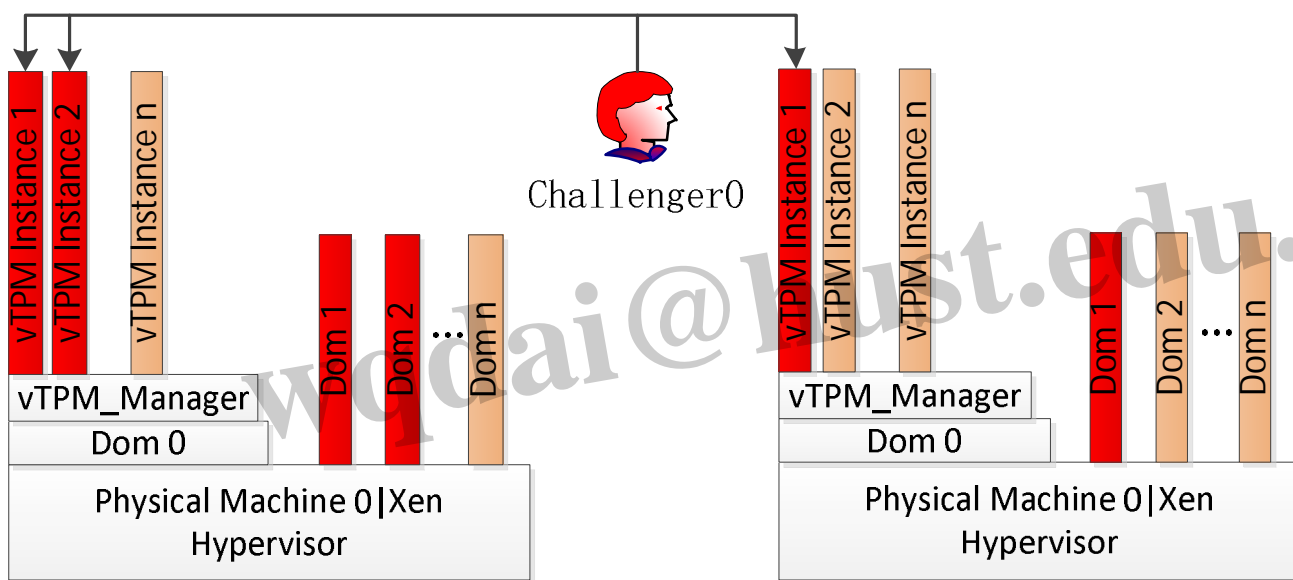 vTPM Instance 1
vTPM Instance 2
vTPM Instance n
Dom 1
Dom 2
...
Dom n
vTPM_Manager
Dom 0
Physical Machine 0|Xen
Hypervisor
Challenger0
vTPM Instance 1
vTPM Instance 2
vTPM Instance n
Dom 1
Dom 2
...
Dom n
vTPM_Manager
Dom 0
Physical Machine 0|Xen
Hypervisor
wqdai@hust.edu.